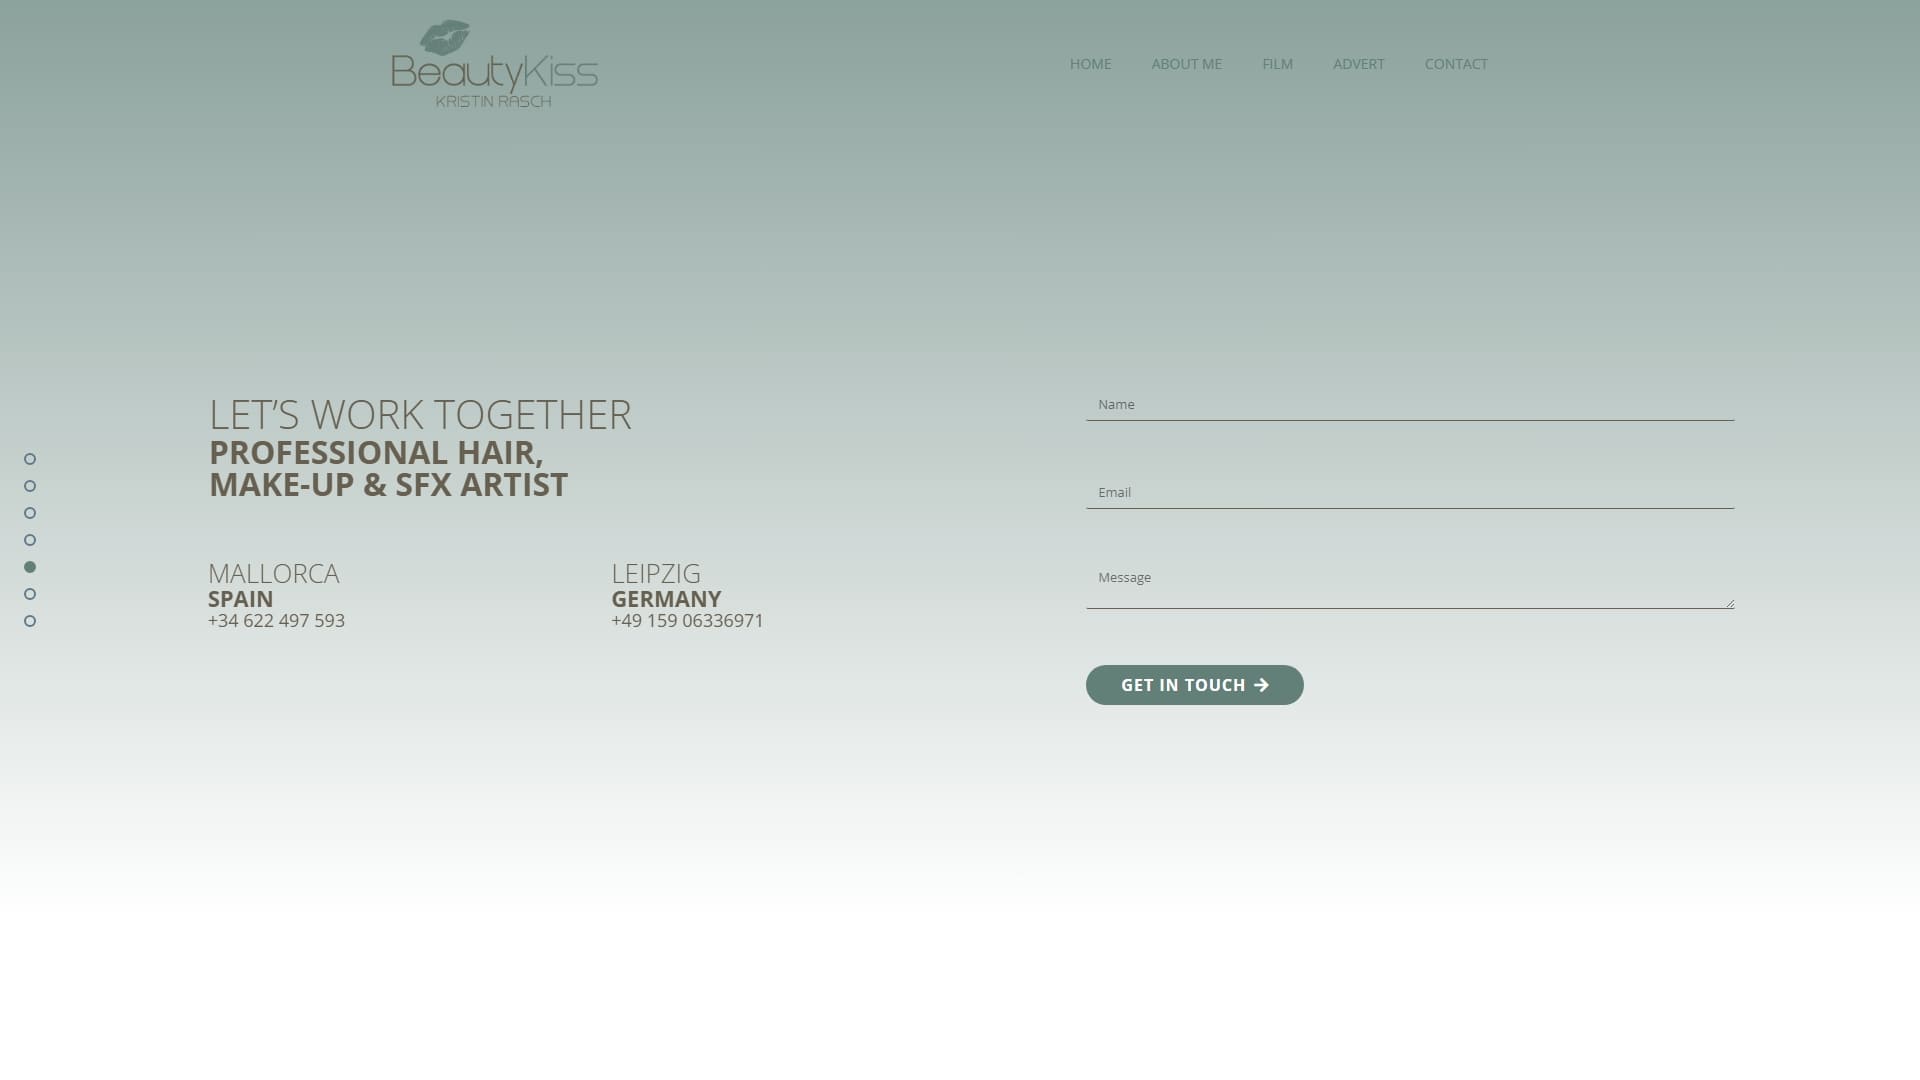 BeautyKiss
KRISTIN RASCH
HOME
ABOUT ME
FILM
ADVERT
CONTACT
LET’S WORK TOGETHER
PROFESSIONAL HAIR,
MAKE-UP & SFX ARTIST
MALLORCA
SPAIN
+34 622 497 593
LEIPZIG
GERMANY
+49 159 06336971
Name
Email
Message
GET IN TOUCH